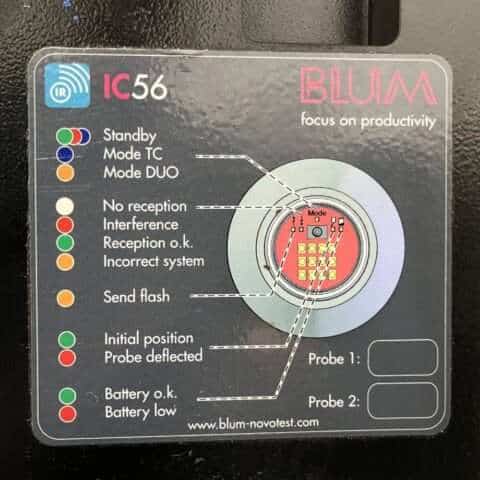 IR IC56
BLUM
focus on productivity
Standby
Mode TC
Mode DUO
No reception
Interference
Reception o.k.
Incorrect system
Send flash
Initial position
Probe deflected
Battery o.k.
Battery low
Mode
Probe 1:
Probe 2:
www.blum-novotest.com